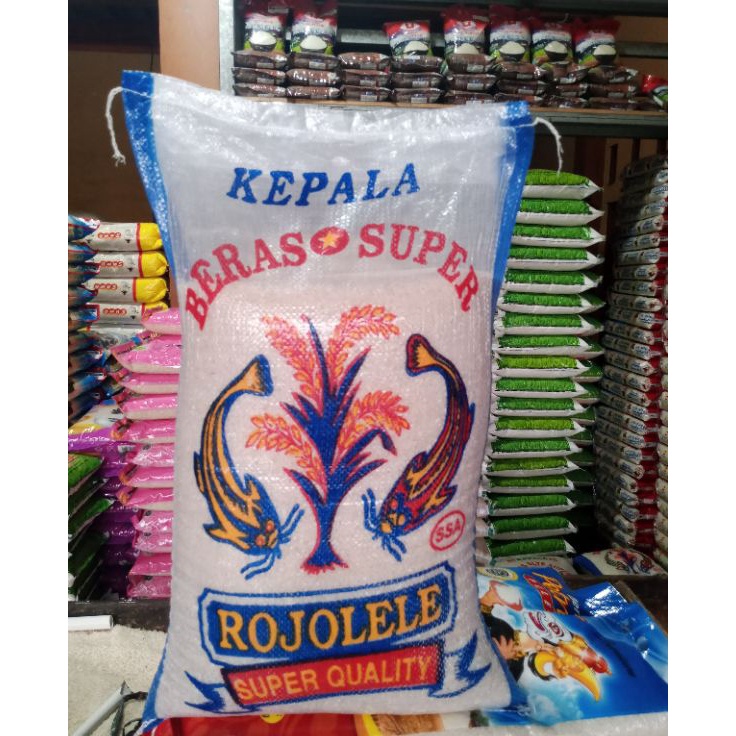 KEPALA
BERAS SUPER
SSA
ROJOLELE
SUPER QUALITY